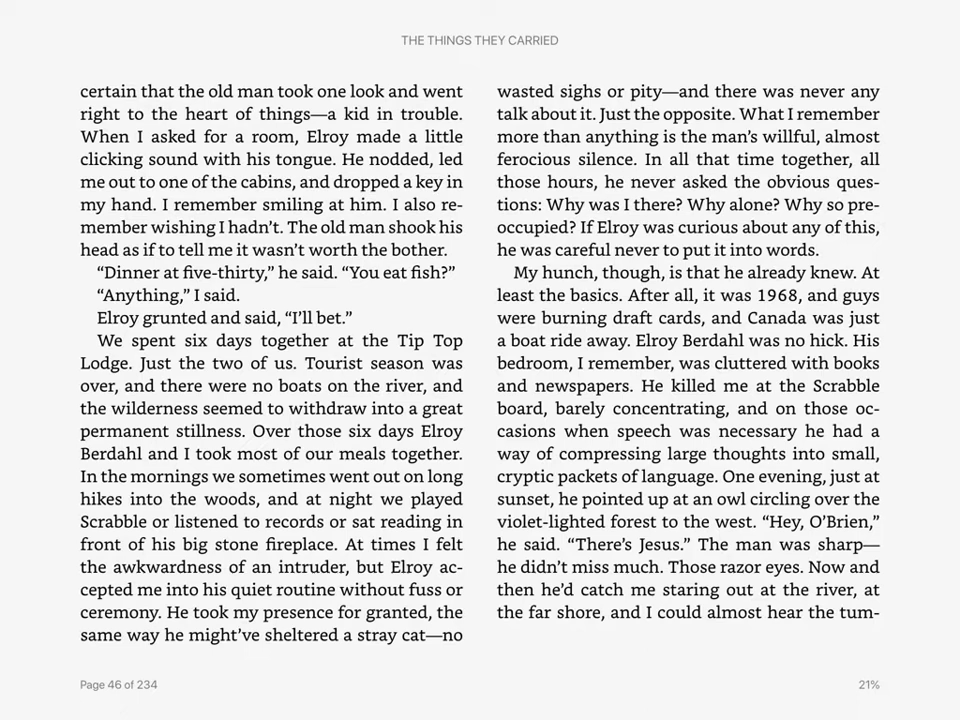 THE THINGS THEY CARRIED
certain that the old man took one look and went
right to the heart of things—a kid in trouble.
When I asked for a room, Elroy made a little
clicking sound with his tongue. He nodded, led
me out to one of the cabins, and dropped a key in
my hand. I remember smiling at him. I also re-
member wishing I hadn’t. The old man shook his
head as if to tell me it wasn’t worth the bother.
“Dinner at five-thirty,” he said. “You eat fish?”
“Anything,” I said.
Elroy grunted and said, “I’ll bet.”
We spent six days together at the Tip Top
Lodge. Just the two of us. Tourist season was
over, and there were no boats on the river, and
the wilderness seemed to withdraw into a great
permanent stillness. Over those six days Elroy
Berdahl and I took most of our meals together.
In the mornings we sometimes went out on long
hikes into the woods, and at night we played
Scrabble or listened to records or sat reading in
front of his big stone fireplace. At times I felt
the awkwardness of an intruder, but Elroy ac-
cepted me into his quiet routine without fuss or
ceremony. He took my presence for granted, the
same way he might’ve sheltered a stray cat—no
wasted sighs or pity—and there was never any
talk about it. Just the opposite. What I remember
more than anything is the man’s willful, almost
ferocious silence. In all that time together, all
those hours, he never asked the obvious ques-
tions: Why was I there? Why alone? Why so pre-
occupied? If Elroy was curious about any of this,
he was careful never to put it into words.
My hunch, though, is that he already knew. At
least the basics. After all, it was 1968, and guys
were burning draft cards, and Canada was just
a boat ride away. Elroy Berdahl was no hick. His
bedroom, I remember, was cluttered with books
and newspapers. He killed me at the Scrabble
board, barely concentrating, and on those oc-
casions when speech was necessary he had a
way of compressing large thoughts into small,
cryptic packets of language. One evening, just at
sunset, he pointed up at an owl circling over the
violet-lighted forest to the west. “Hey, O’Brien,”
he said. “There’s Jesus.” The man was sharp—
he didn’t miss much. Those razor eyes. Now and
then he’d catch me staring out at the river, at
the far shore, and I could almost hear the tum-
Page 46 of 234
21%